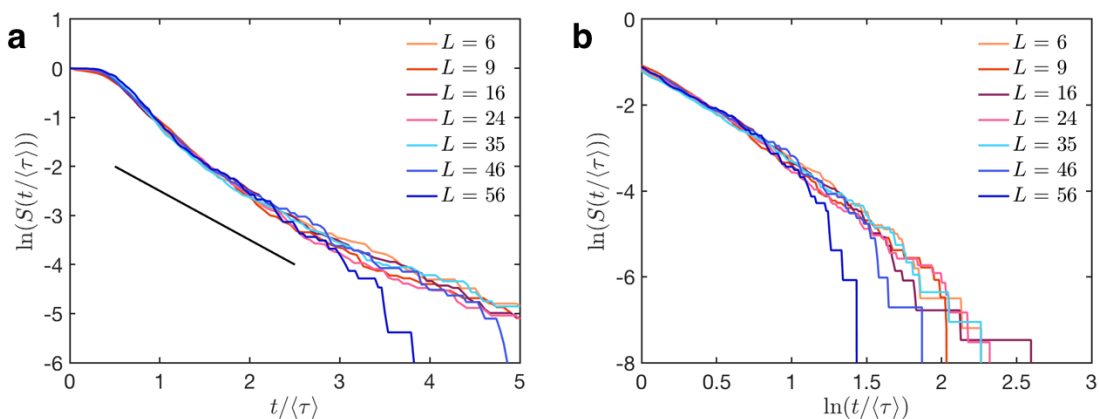 a
1
0
-1
-2
-3
-4
-5
-6
ln(S(t/⟨τ⟩))
0
1
2
3
4
5
t/⟨τ⟩
L = 6
L = 9
L = 16
L = 24
L = 35
L = 46
L = 56
b
0
-2
-4
-6
-8
ln(S(t/⟨τ⟩))
0
0.5
1
1.5
2
2.5
3
ln(t/⟨τ⟩)
L = 6
L = 9
L = 16
L = 24
L = 35
L = 46
L = 56